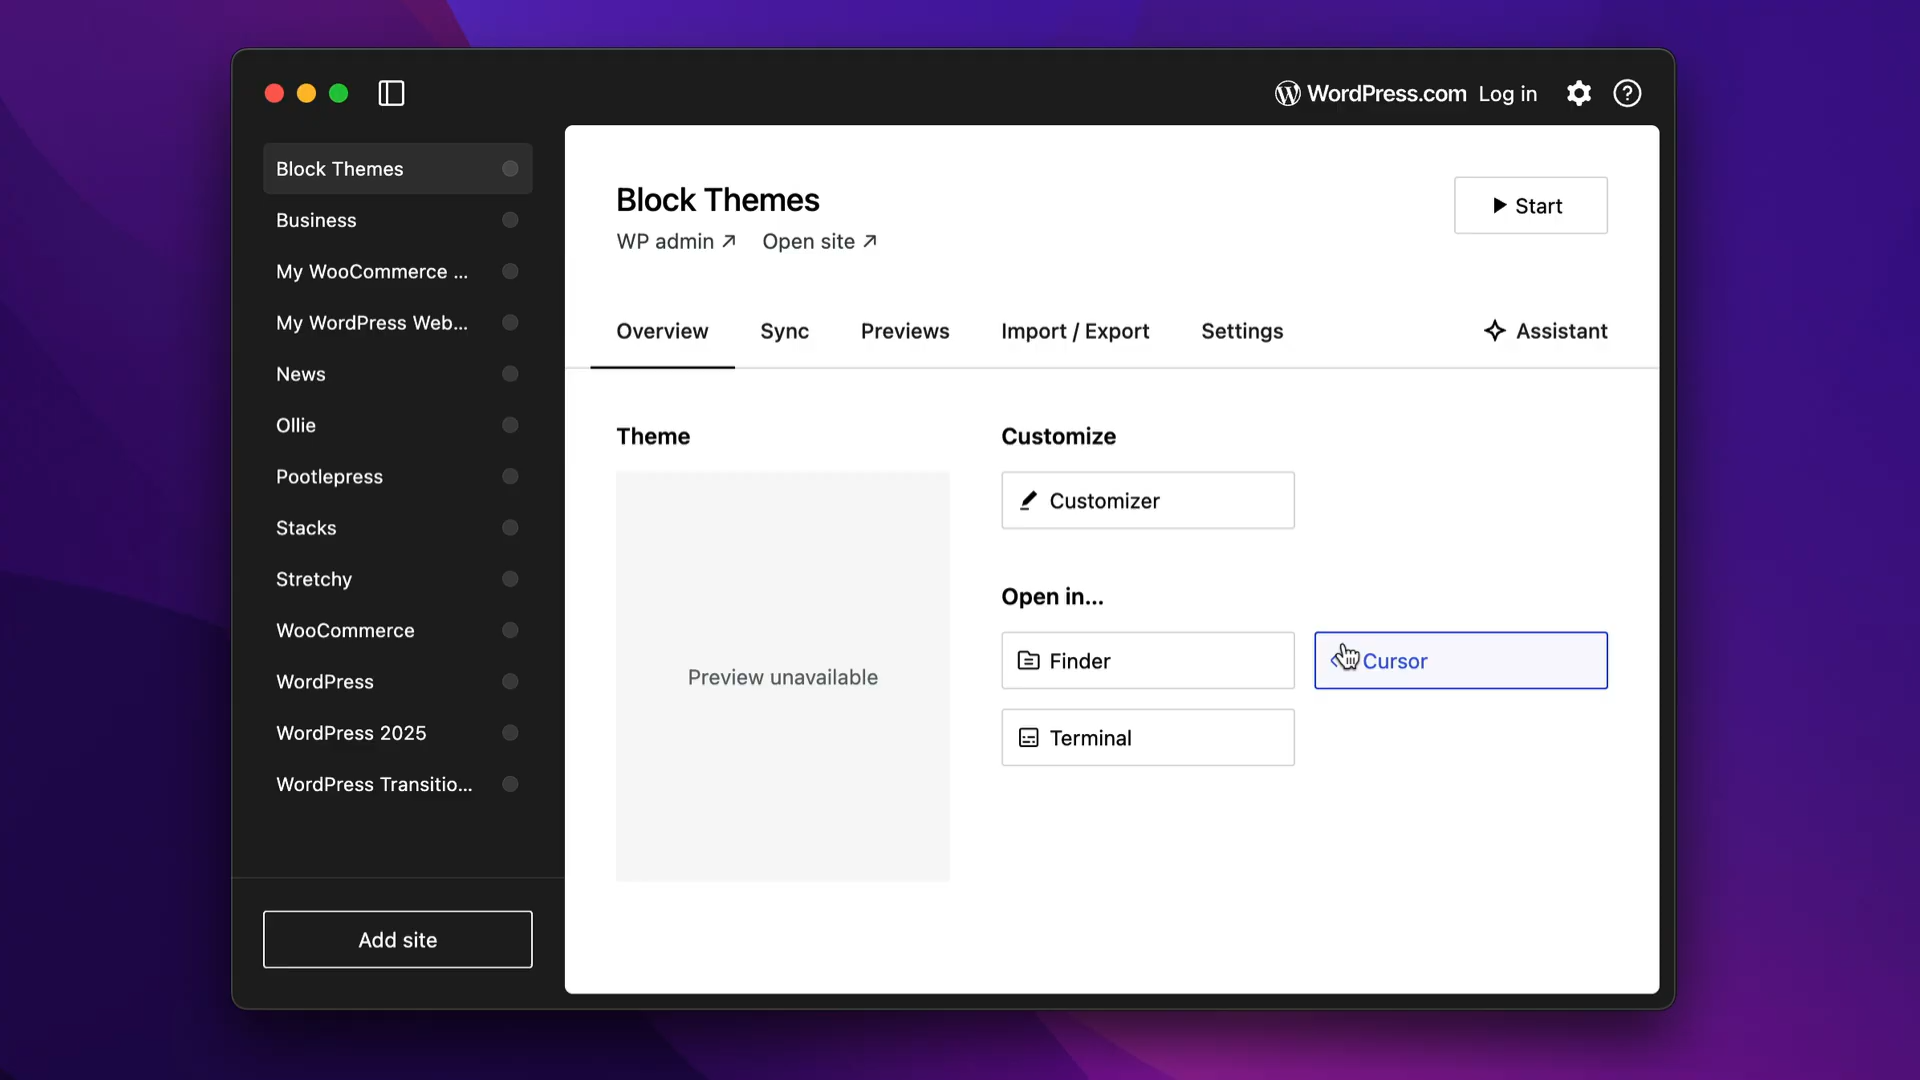 WordPress.com Log in
Block Themes
Business
My WooCommerce ...
My WordPress Web...
News
Ollie
Pootlepress
Stacks
Stretchy
WooCommerce
WordPress
WordPress 2025
WordPress Transitio...
Add site
Block Themes
WP admin ↗ Open site ↗
Start
Overview Sync Previews Import / Export Settings Assistant
Theme
Preview unavailable
Customize
Customizer
Open in...
Finder Cursor
Terminal